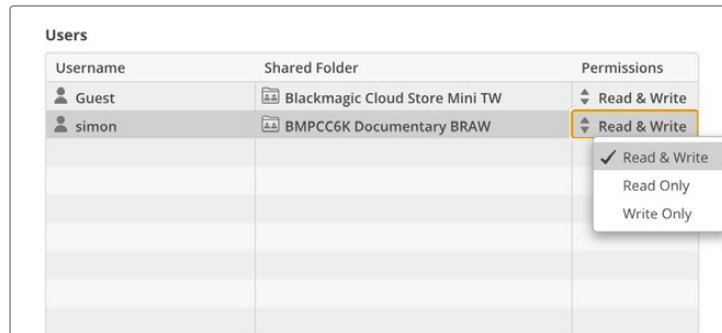 Users
Username Shared Folder Permissions
Guest Blackmagic Cloud Store Mini TW Read & Write
simon BMPCC6K Documentary BRAW Read & Write
Read & Write
Read Only
Write Only